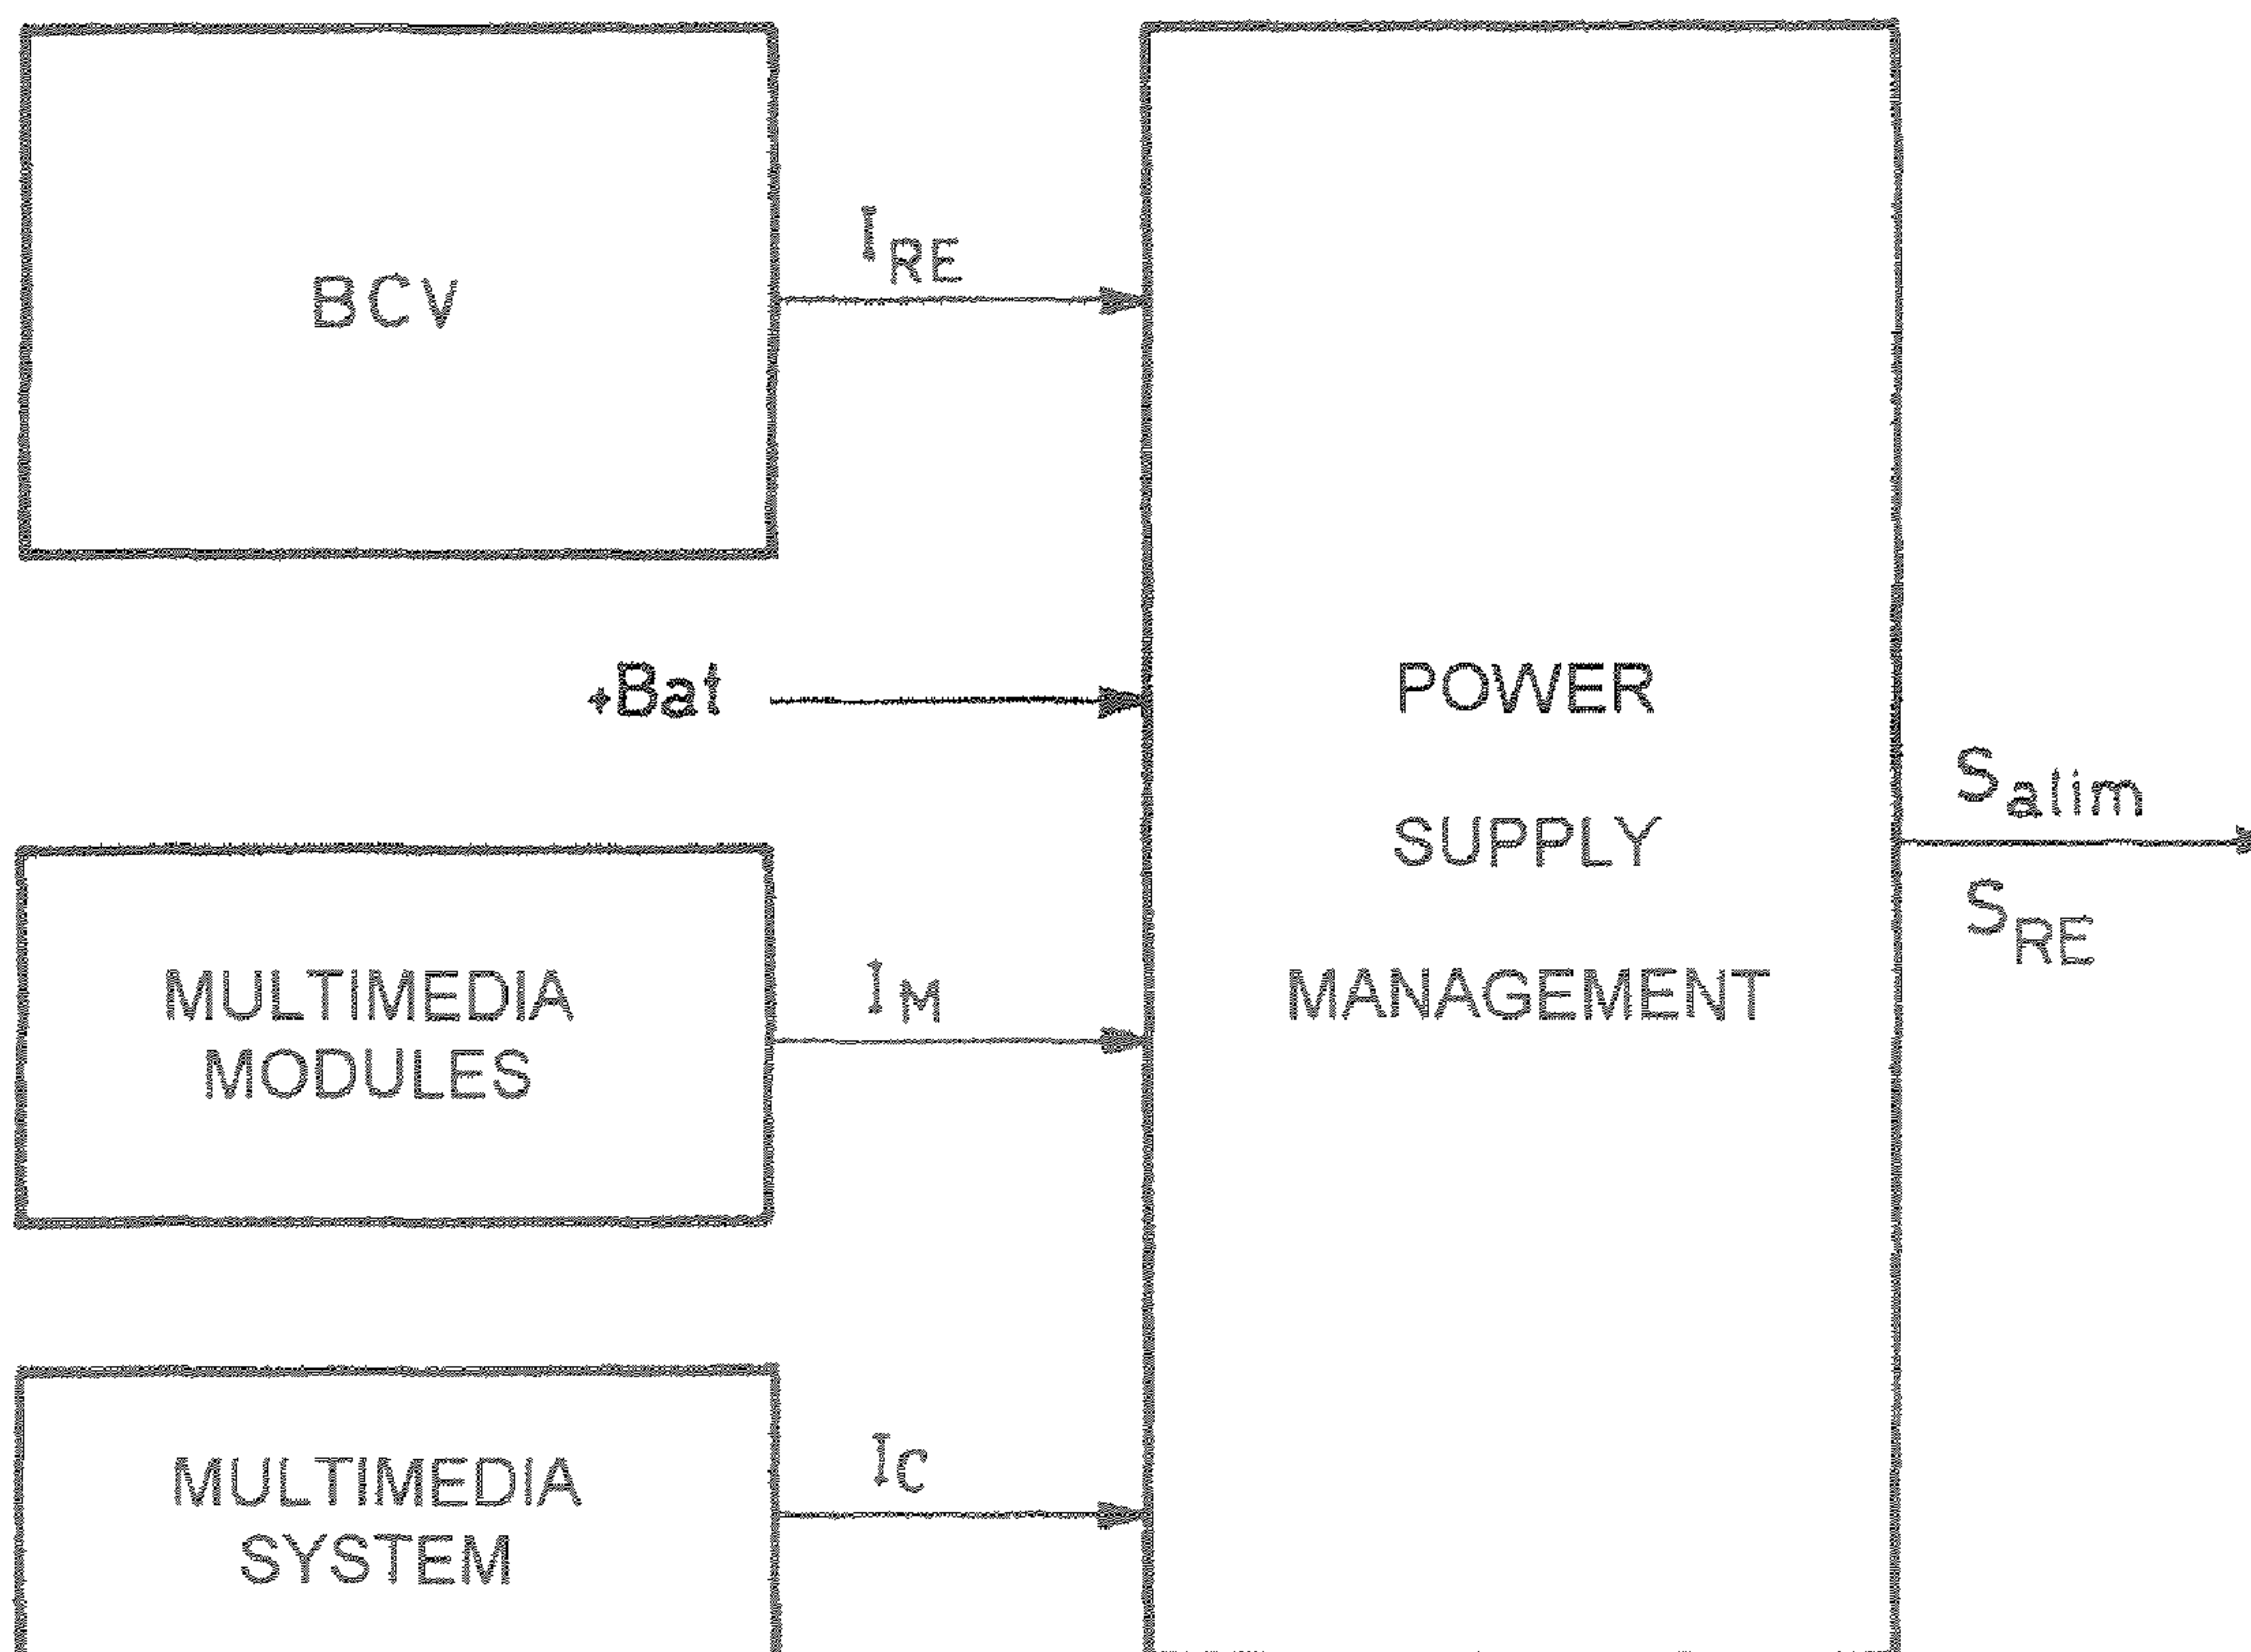 BCV
I_RE
+Bat
MULTIMEDIA
MODULES
I_M
MULTIMEDIA
SYSTEM
I_C
POWER
SUPPLY
MANAGEMENT
S_alim
S_RE